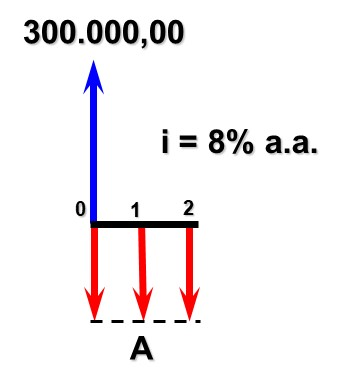 300.000,00
i = 8% a.a.
0 1 2
A